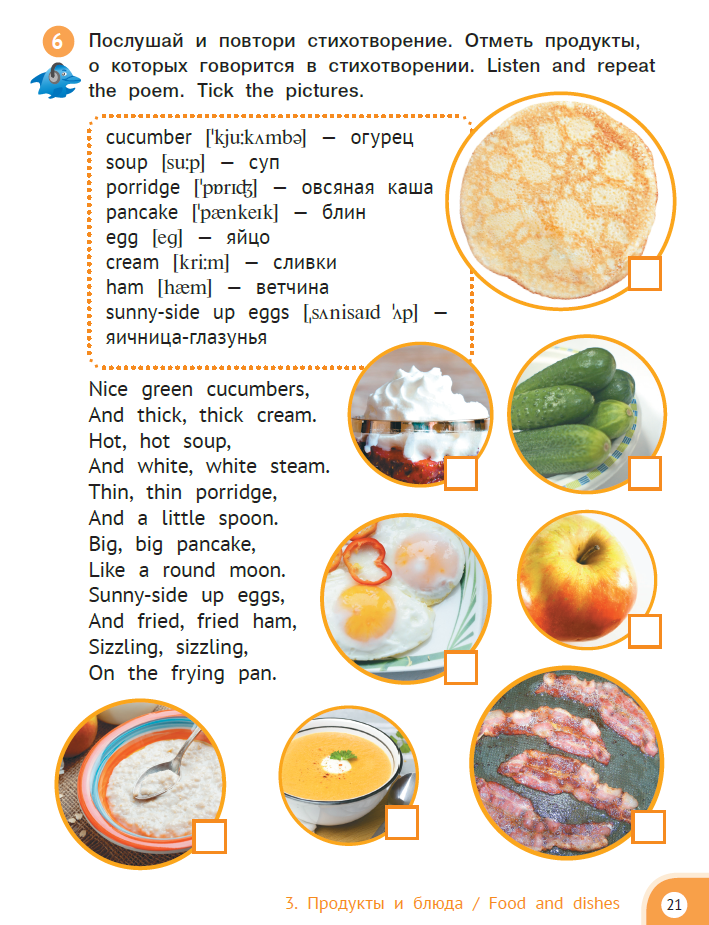 6
Послушай и повтори стихотворение. Отметь продукты,
о которых говорится в стихотворении. Listen and repeat
the poem. Tick the pictures.
cucumber [ˈkjuːkʌmbə] — огурец
soup [suːp] — суп
porridge [ˈpɒrɪʤ] — овсяная каша
pancake [ˈpænkeɪk] — блин
egg [eg] — яйцо
cream [kriːm] — сливки
ham [hæm] — ветчина
sunny-side up eggs [ˌsʌnisaɪd ˈʌp] —
яичница-глазунья
Nice green cucumbers,
And thick, thick cream.
Hot, hot soup,
And white, white steam.
Thin, thin porridge,
And a little spoon.
Big, big pancake,
Like a round moon.
Sunny-side up eggs,
And fried, fried ham,
Sizzling, sizzling,
On the frying pan.
3. Продукты и блюда / Food and dishes
21